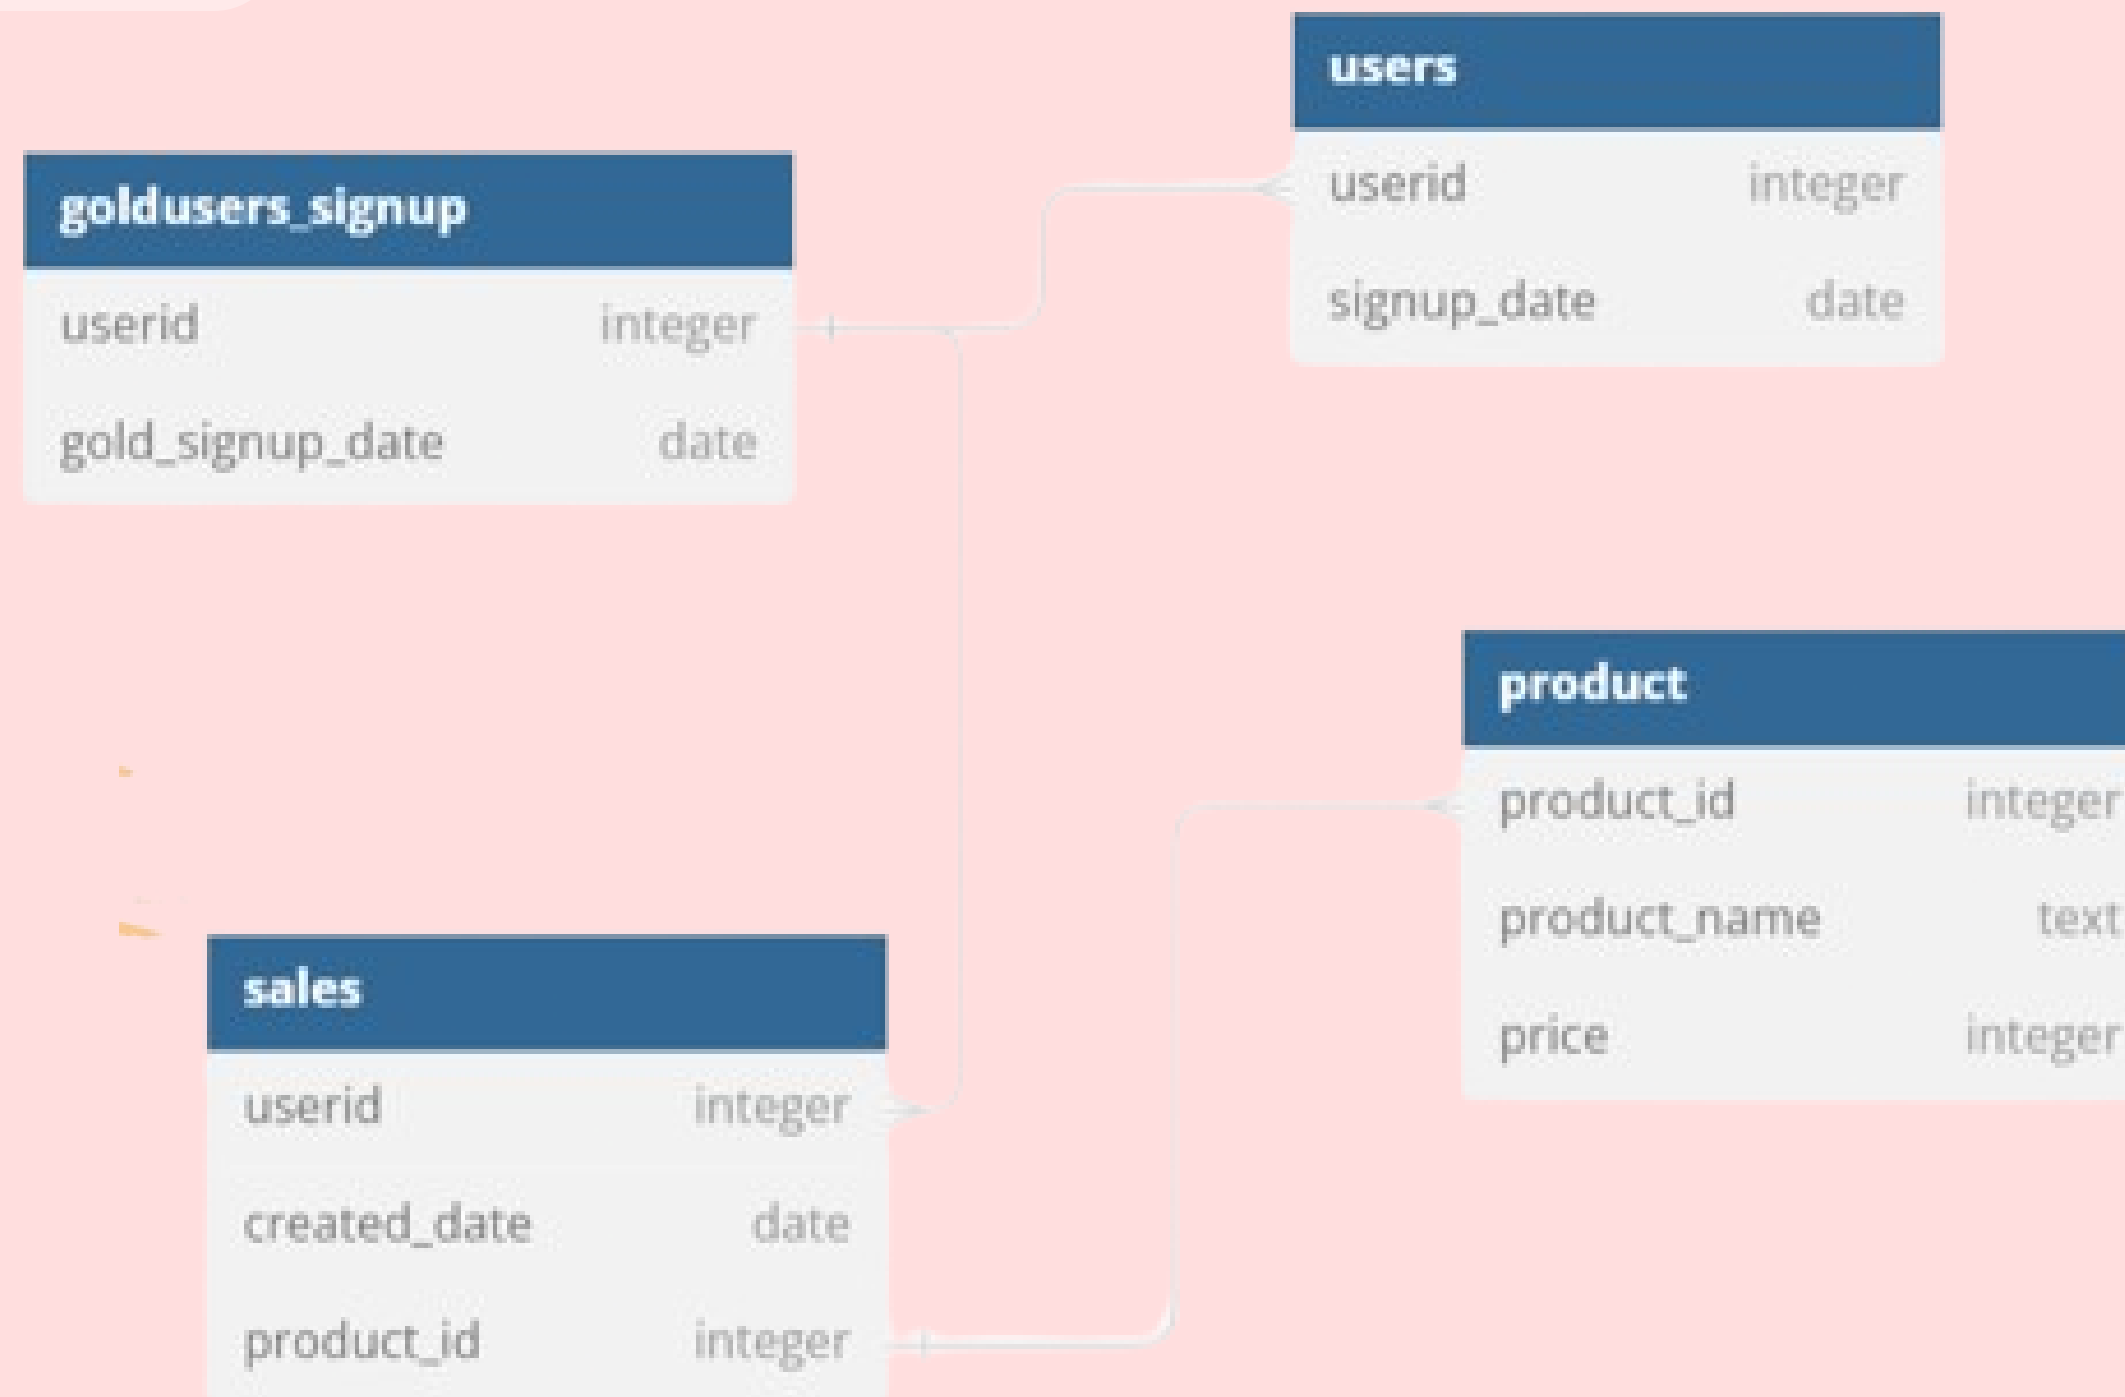 users
userid integer
signup_date date
goldusers_signup
userid integer
gold_signup_date date
product
product_id integer
product_name text
price integer
sales
userid integer
created_date date
product_id integer